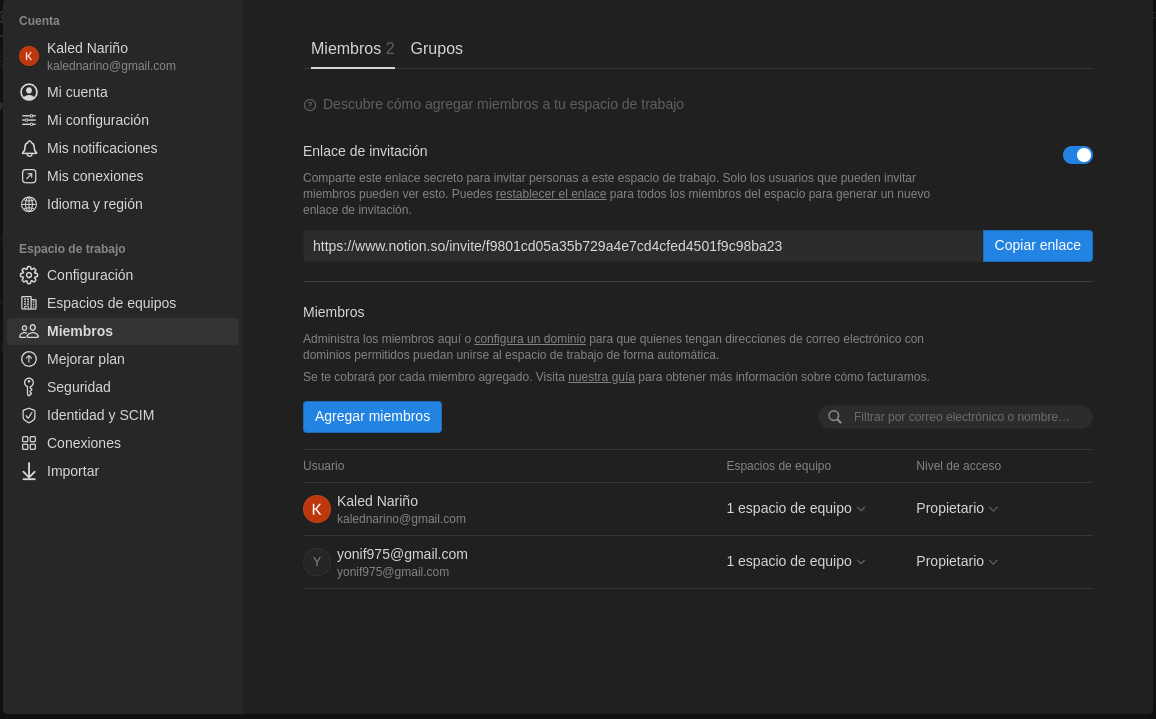 Cuenta
K
Kaled Nariño
kalednarino@gmail.com
Mi cuenta
Mi configuración
Mis notificaciones
Mis conexiones
Idioma y región
Espacio de trabajo
Configuración
Espacios de equipos
Miembros
Mejorar plan
Seguridad
Identidad y SCIM
Conexiones
Importar
Miembros 2 Grupos
Descubre cómo agregar miembros a tu espacio de trabajo
Enlace de invitación
Comparte este enlace secreto para invitar personas a este espacio de trabajo. Solo los usuarios que pueden invitar
miembros pueden ver esto. Puedes restablecer el enlace para todos los miembros del espacio para generar un nuevo
enlace de invitación.
https://www.notion.so/invite/f9801cd05a35b729a4e7cd4cfed4501f9c98ba23 Copiar enlace
Miembros
Administra los miembros aquí o configura un dominio para que quienes tengan direcciones de correo electrónico con
dominios permitidos puedan unirse al espacio de trabajo de forma automática.
Se te cobrará por cada miembro agregado. Visita nuestra guía para obtener más información sobre cómo facturamos.
Agregar miembros Filtrar por correo electrónico o nombre…
Usuario Espacios de equipo Nivel de acceso
K Kaled Nariño 1 espacio de equipo Propietario
kalednarino@gmail.com
Y yonif975@gmail.com 1 espacio de equipo Propietario
yonif975@gmail.com